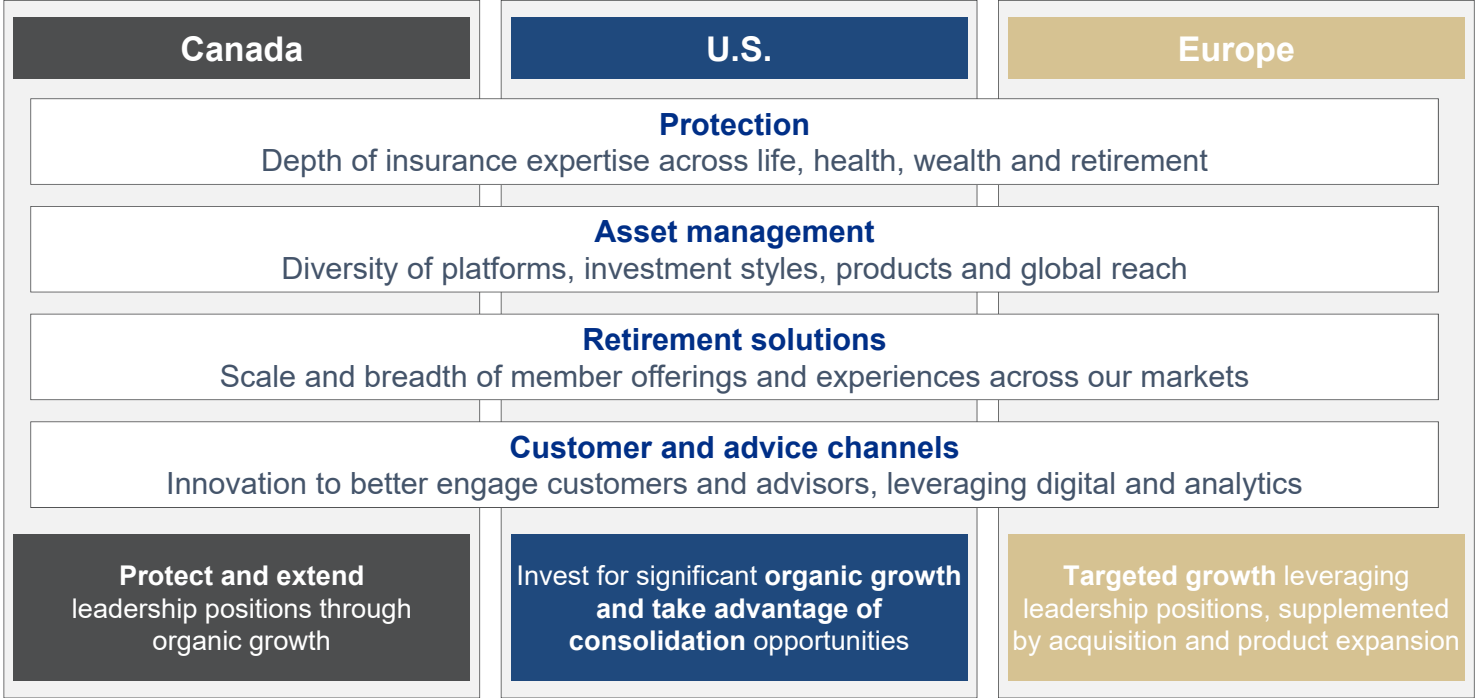 Canada
U.S.
Europe
Protection
Depth of insurance expertise across life, health, wealth and retirement
Asset management
Diversity of platforms, investment styles, products and global reach
Retirement solutions
Scale and breadth of member offerings and experiences across our markets
Customer and advice channels
Innovation to better engage customers and advisors, leveraging digital and analytics
Protect and extend
leadership positions through
organic growth
Invest for significant organic growth
and take advantage of
consolidation opportunities
Targeted growth leveraging
leadership positions, supplemented
by acquisition and product expansion